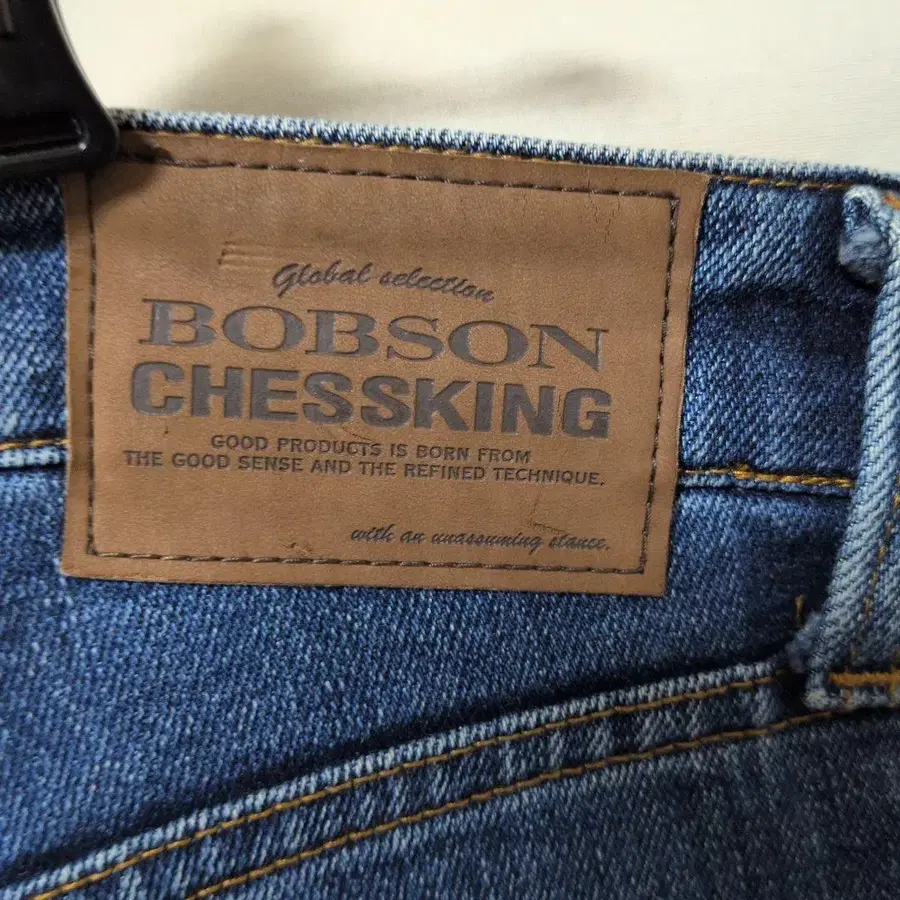 Global selection
BOBSON
CHESSKING
GOOD PRODUCTS IS BORN FROM
THE GOOD SENSE AND THE REFINED TECHNIQUE.
with an unassuming stance.